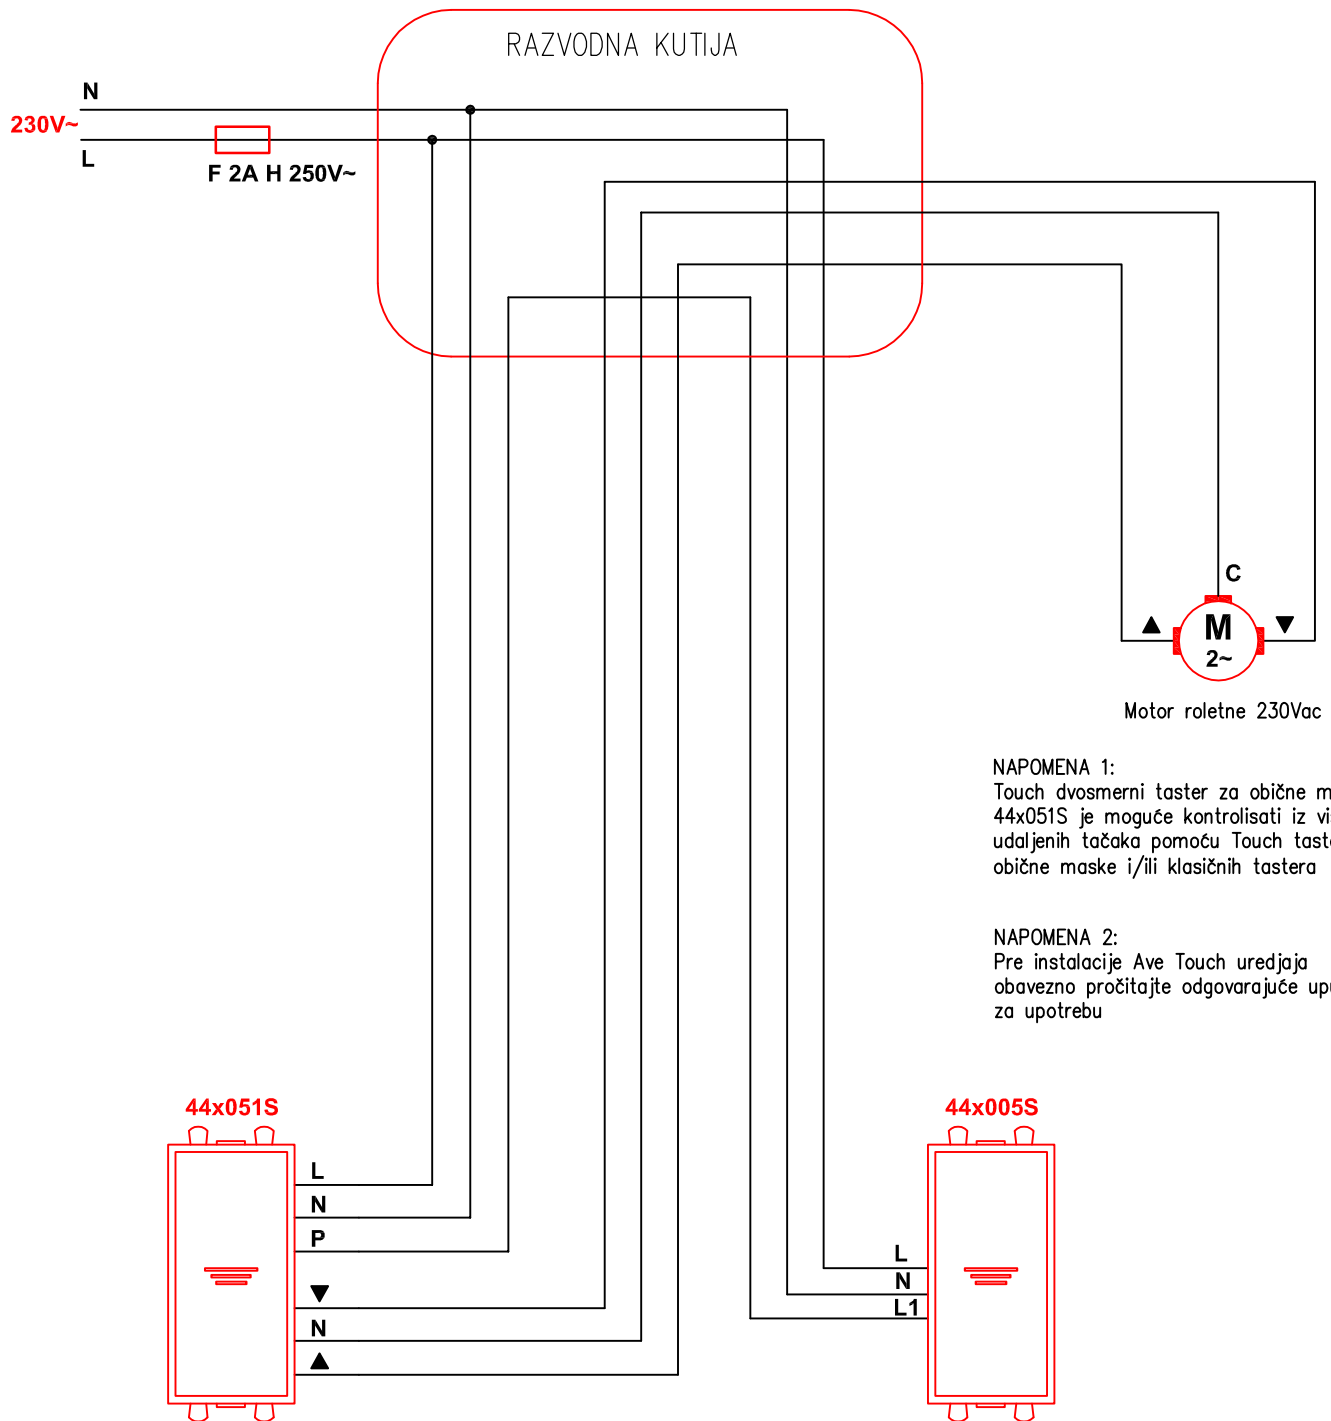 RAZVODNA KUTIJA
N
230V~
L
F 2A H 250V~
C
M
2~
Motor roletne 230Vac
NAPOMENA 1:
Touch dvosmerni taster za obične
44x051S je moguće kontrolisati iz
udaljenih tačaka pomoću Touch
obične maske i/ili klasičnih tastera
NAPOMENA 2:
Pre instalacije Ave Touch uredjaja
obavezno pročitajte odgovarajuće
za upotrebu
44x051S
L
N
P
N
44x005S
L
N
L1